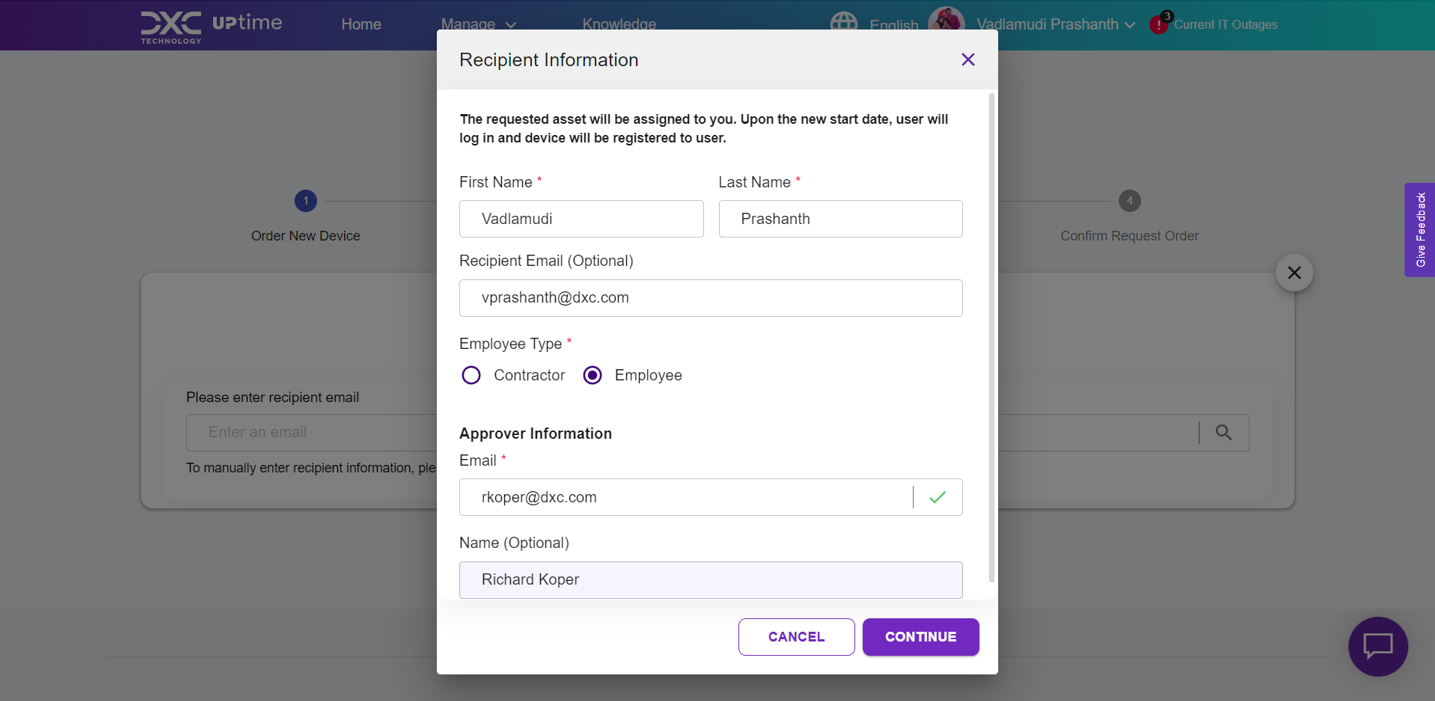 DXC
TECHNOLOGY
UPtime
Home
Manage
Knowledge
English
Vadlamudi Prashanth
3
!
Current IT Outages
Recipient Information
The requested asset will be assigned to you. Upon the new start date, user will
log in and device will be registered to user.
First Name *
Last Name *
Vadlamudi
Prashanth
Recipient Email (Optional)
vprashanth@dxc.com
Employee Type *
Contractor
Employee
Approver Information
Email *
rkoper@dxc.com
Name (Optional)
Richard Koper
CANCEL
CONTINUE
1
Order New Device
4
Confirm Request Order
Please enter recipient email
Enter an email
To manually enter recipient information, ple
Give Feedback